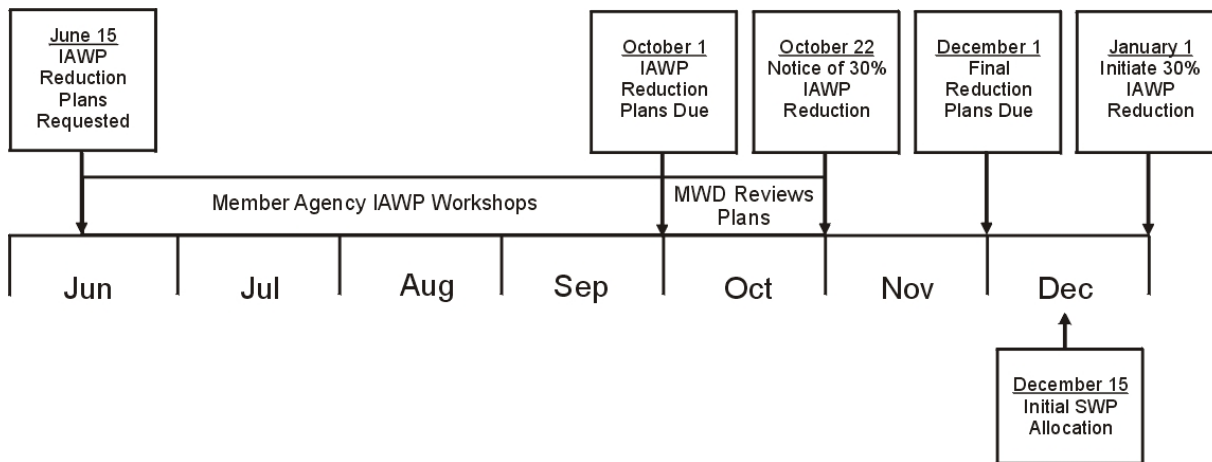 June 15
IAWP
Reduction
Plans
Requested
October 1
IAWP
Reduction
Plans Due
October 22
Notice of 30%
IAWP
Reduction
December 1
Final
Reduction
Plans Due
January 1
Initiate 30%
IAWP
Reduction
Member Agency IAWP Workshops
MWD Reviews
Plans
Jun
Jul
Aug
Sep
Oct
Nov
Dec
December 15
Initial SWP
Allocation